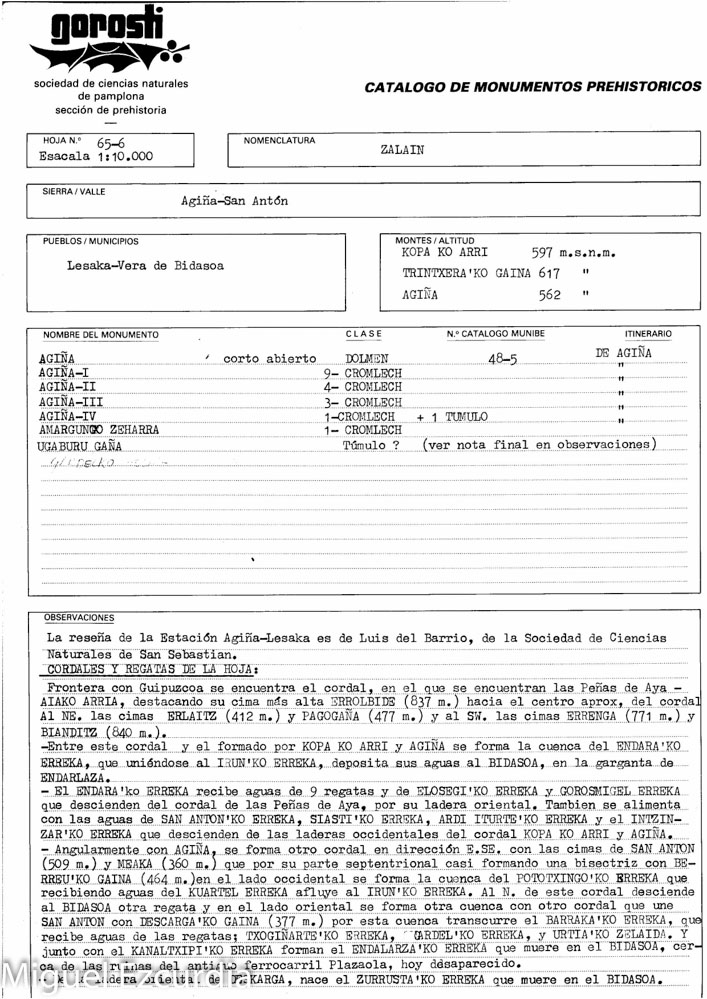 gorosti
sociedad de ciencias naturales
de pamplona
sección de prehistoria
CATALOGO DE MONUMENTOS PREHISTORICOS
HOJA N.º 65-6
Esacala 1:10.000
NOMENCLATURA
ZALAIN
SIERRA / VALLE
Agiña-San Antón
PUEBLOS / MUNICIPIOS
Lesaka-Vera de Bidasoa
MONTES / ALTITUD
KOPA KO ARRI 597 m.s.n.m.
TRINTXERA'KO GAINA 617 "
AGIÑA 562 "
NOMBRE DEL MONUMENTO CLASE N.º CATALOGO MUNIBE ITINERARIO
AGIÑA corto abierto DOLMEN 48-5 DE AGIÑA
AGIÑA-I 9- CROMLECH "
AGIÑA-II 4- CROMLECH "
AGIÑA-III 3- CROMLECH "
AGIÑA-IV 1-CROMLECH + 1 TUMULO "
AMARGUNGO ZEHARRA 1- CROMLECH
UGABURU GAÑA Túmulo ? (ver nota final en observaciones)
OBSERVACIONES
La reseña de la Estación Agiña-Lesaka es de Luis del Barrio, de la Sociedad de Ciencias
Naturales de San Sebastian.
CORDALES Y REGATAS DE LA HOJA:
Frontera con Guipuzcoa se encuentra el cordal, en el que se encuentran las Peñas de Aya -
AIAKO ARRIA, destacando su cima más alta ERROLBIDE (837 m.) hacia el centro aprox, del cordal
Al NE. las cimas ERLAITZ (412 m.) y PAGOGAÑA (477 m.) y al SW. las cimas ERRENGA (771 m.) y
BIANDITZ (840 m.).
-Entre este cordal y el formado por KOPA KO ARRI y AGIÑA se forma la cuenca del ENDARA'KO
ERREKA, que uniéndose al IRUN'KO ERREKA, deposita sus aguas al BIDASOA, en la garganta de
ENDARLAZA.
- El ENDARA'ko ERREKA recibe aguas de 9 regatas y de ELOSEGI'KO ERREKA y GOROSMIGEL ERREKA
que descienden del cordal de las Peñas de Aya, por su ladera oriental. Tambien se alimenta
con las aguas de SAN ANTON'KO ERREKA, SIASTI'KO ERREKA, ARDI ITURTE'KO ERREKA y el INTZIN-
ZAR'KO ERREKA que descienden de las laderas occidentales del cordal KOPA KO ARRI y AGIÑA.
- Angularmente con AGIÑA, se forma otro cordal en dirección E.SE. con las cimas de SAN ANTON
(509 m.) y MEAKA (360 m.) que por su parte septentrional casi formando una bisectriz con BE-
RREU'KO GAINA (464 m.)en el lado occidental se forma la cuenca del POTOTXINGO'KO ERREKA que
recibiendo aguas del KUARTEL ERREKA afluye al IRUN'KO ERREKA. Al N. de este cordal desciende
al BIDASOA otra regata y en el lado oriental se forma otra cuenca con otro cordal que une
SAN ANTON con DESCARGA'KO GAINA (377 m.) por esta cuenca transcurre el BARRAKA'KO ERREKA, que
recibe aguas de las regatas; TXOGIÑARTE'KO ERREKA, GARDEL'KO ERREKA, y URTIA'KO ZELAIDA. Y
junto con el KANALTXIPI'KO ERREKA forman el ENDALARZA'KO ERREKA que muere en el BIDASOA, cer-
ca de las ruinas del antiguo ferrocarril Plazaola, hoy désaparecido.
ladera oriental de KARGA, nace el ZURRUSTA'KO ERREKA que muere en el BIDASOA.